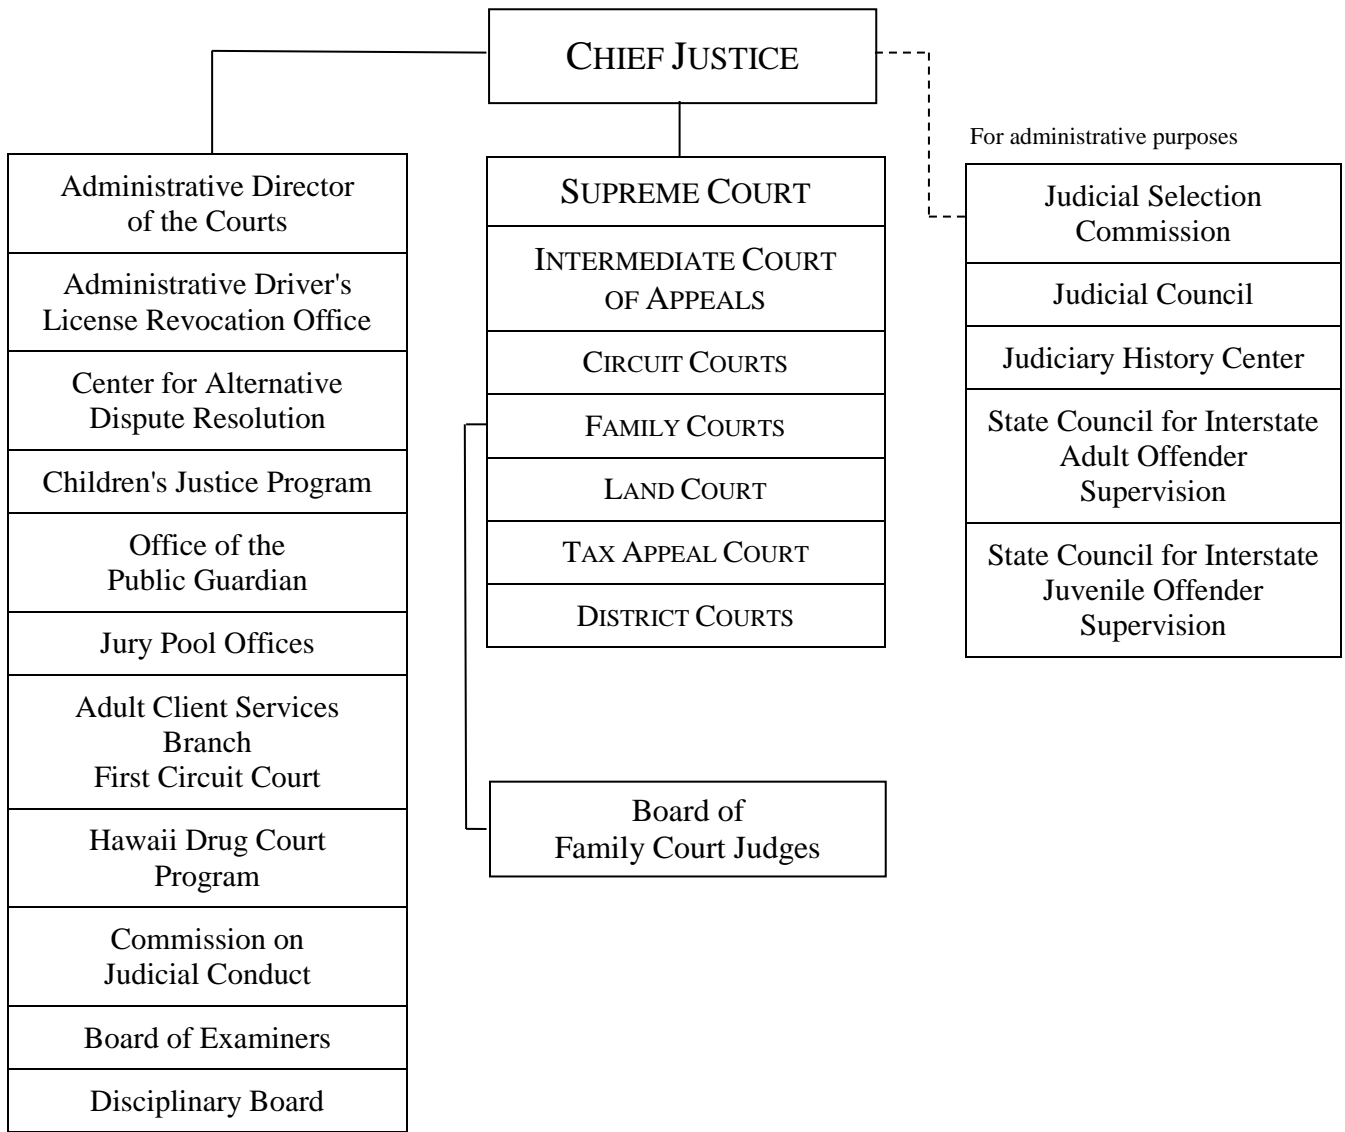 CHIEF JUSTICE
Administrative Director
of the Courts
Administrative Driver's
License Revocation Office
Center for Alternative
Dispute Resolution
Children's Justice Program
Office of the
Public Guardian
Jury Pool Offices
Adult Client Services
Branch
First Circuit Court
Hawaii Drug Court
Program
Commission on
Judicial Conduct
Board of Examiners
Disciplinary Board
SUPREME COURT
INTERMEDIATE COURT
OF APPEALS
CIRCUIT COURTS
FAMILY COURTS
LAND COURT
TAX APPEAL COURT
DISTRICT COURTS
Board of
Family Court Judges
For administrative purposes
Judicial Selection
Commission
Judicial Council
Judiciary History Center
State Council for Interstate
Adult Offender
Supervision
State Council for Interstate
Juvenile Offender
Supervision